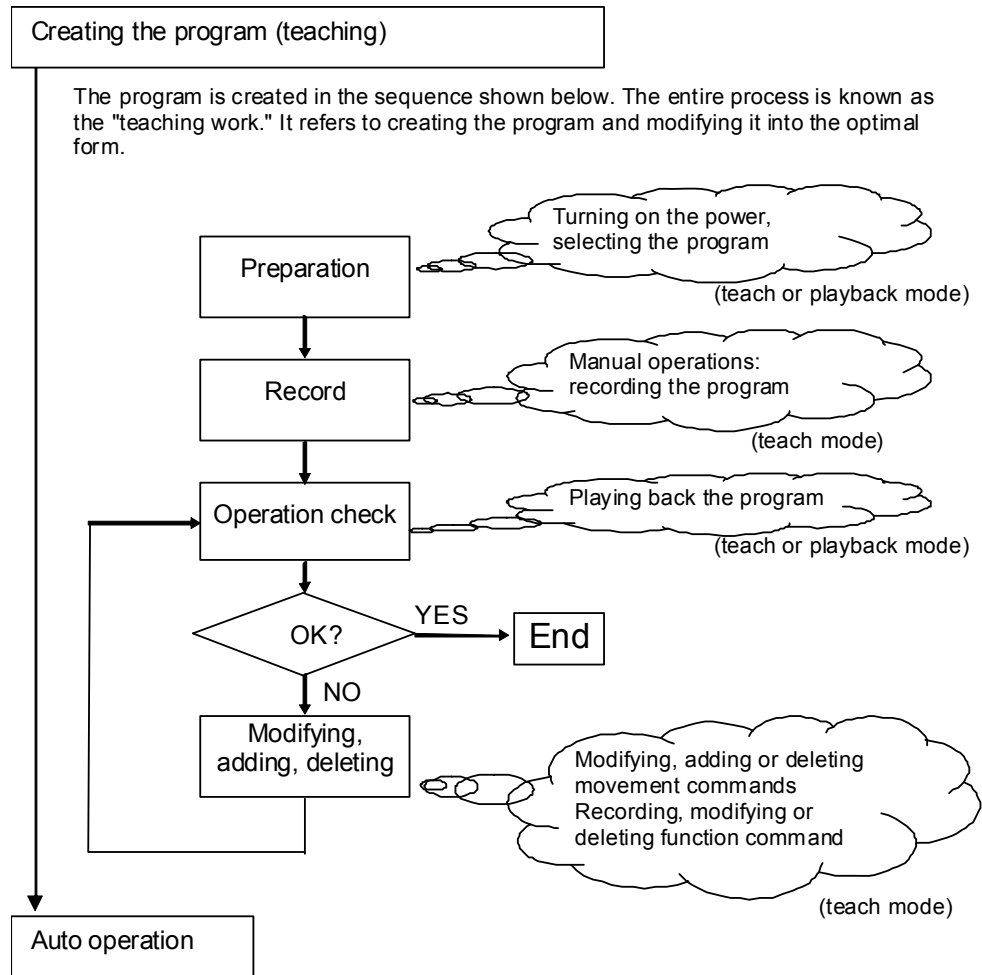 Creating the program (teaching)
The program is created in the sequence shown below. The entire process is known as
the "teaching work." It refers to creating the program and modifying it into the optimal
form.
Turning on the power,
selecting the program
Preparation
(teach or playback mode)
Manual operations:
recording the program
Record
(teach mode)
Playing back the program
Operation check
(teach or playback mode)
YES
OK?
End
NO
Modifying,
adding, deleting
Modifying, adding or deleting
movement commands
Recording, modifying or
deleting function command
(teach mode)
Auto operation